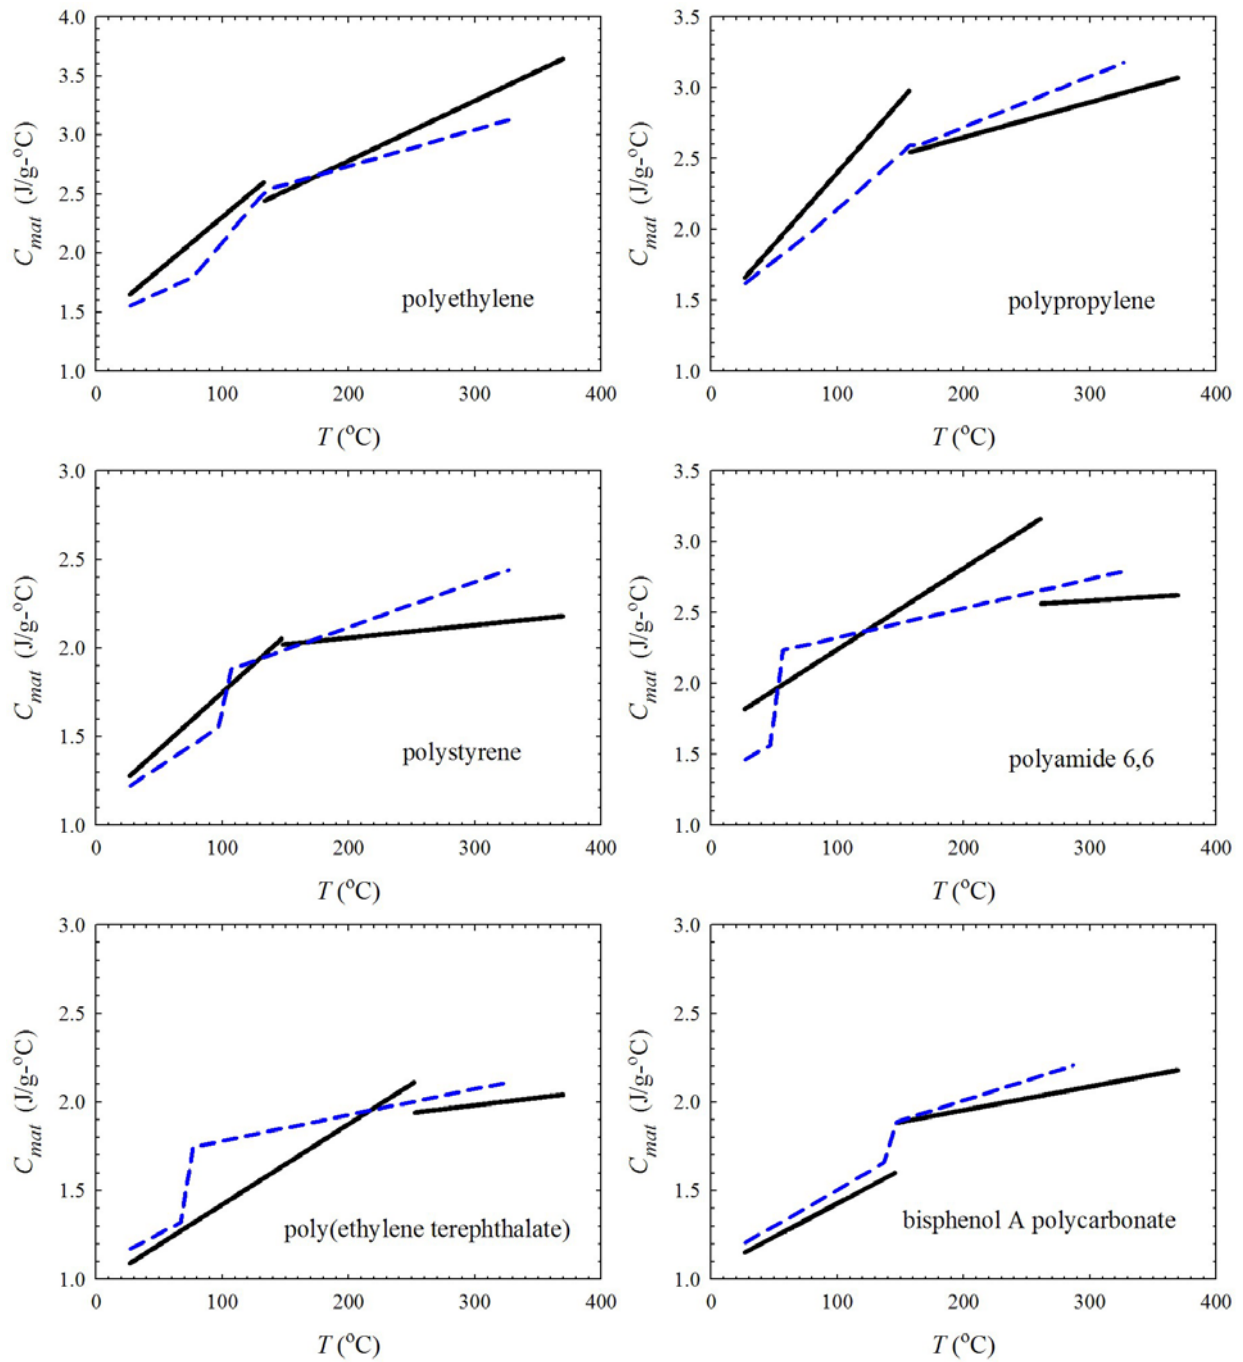 4.0
3.5
3.0
2.5
2.0
1.5
1.0
C_mat (J/g-°C)
polyethylene
0 100 200 300 400
T (°C)
3.5
3.0
2.5
2.0
1.5
1.0
C_mat (J/g-°C)
polypropylene
0 100 200 300 400
T (°C)
3.0
2.5
2.0
1.5
1.0
C_mat (J/g-°C)
polystyrene
0 100 200 300 400
T (°C)
3.5
3.0
2.5
2.0
1.5
1.0
C_mat (J/g-°C)
polyamide 6,6
0 100 200 300 400
T (°C)
3.0
2.5
2.0
1.5
1.0
C_mat (J/g-°C)
poly(ethylene terephthalate)
0 100 200 300 400
T (°C)
3.0
2.5
2.0
1.5
1.0
C_mat (J/g-°C)
bisphenol A polycarbonate
0 100 200 300 400
T (°C)